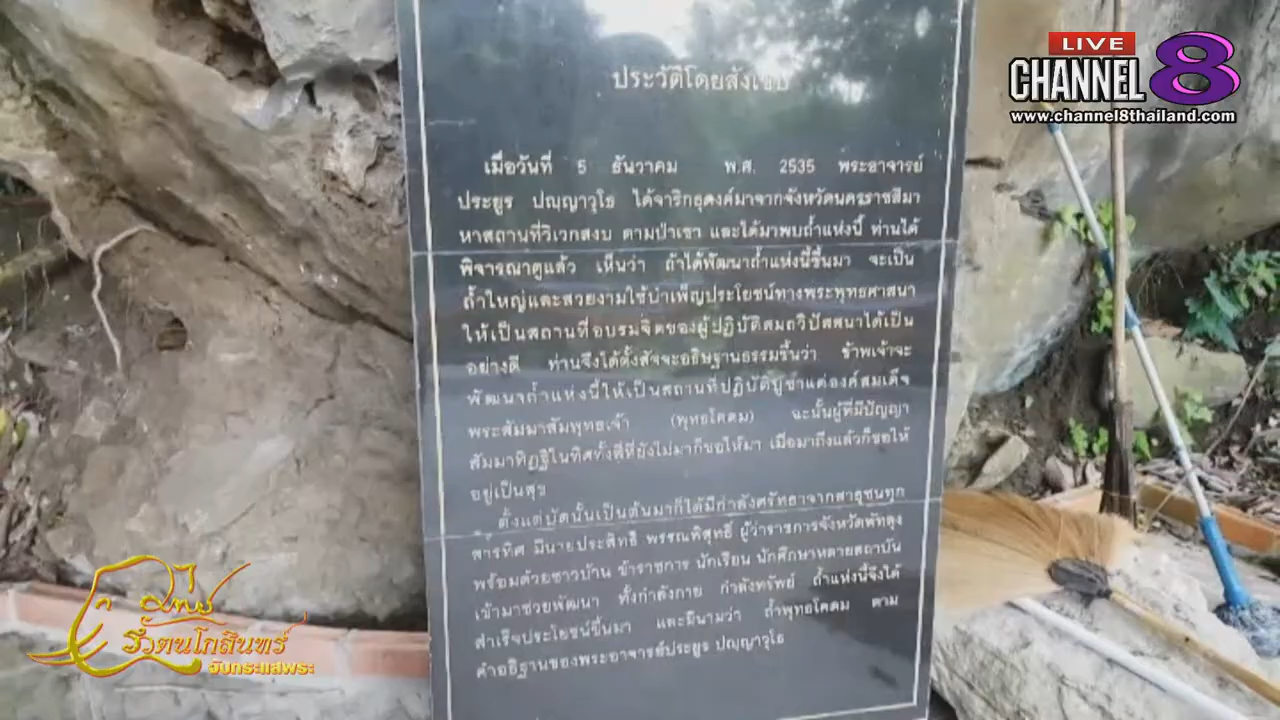 LIVE
CHANNEL 8
www.channel8thailand.com
ประวัติโดยสังเขป
เมื่อวันที่ 5 ธันวาคม พ.ศ. 2535 พระอาจารย์
ประยูร ปญฺญาวุโธ ได้จาริกธุดงค์มาจากจังหวัดนครราชสีมา
หาสถานที่วิเวกสงบ ตามป่าเขา และได้มาพบถ้ำแห่งนี้ ท่านได้
พิจารณาดูแล้ว เห็นว่า ถ้าได้พัฒนาถ้ำแห่งนี้ขึ้นมา จะเป็น
ถ้ำใหญ่และสวยงามใช้บำเพ็ญประโยชน์ทางพระพุทธศาสนา
ให้เป็นสถานที่อบรมจิตของผู้ปฏิบัติสมถวิปัสสนาได้เป็น
อย่างดี ท่านจึงได้ตั้งสัจจะอธิษฐานธรรมขึ้นว่า ข้าพเจ้าจะ
พัฒนาถ้ำแห่งนี้ให้เป็นสถานที่ปฏิบัติบูชาแด่องค์สมเด็จ
พระสัมมาสัมพุทธเจ้า (พุทธโคดม) ฉะนั้นผู้ที่มีปัญญา
สัมมาทิฏฐิในทิศทั้งสี่ที่ยังไม่มาก็ขอให้มา เมื่อมาถึงแล้วก็ขอให้
อยู่เป็นสุข
ตั้งแต่บัดนั้นเป็นต้นมาก็ได้มีกำลังศรัทธาจากสาธุชนทุก
สารทิศ มีนายประสิทธิ์ พรรณพิสุทธิ์ ผู้ว่าราชการจังหวัดพัทลุง
พร้อมด้วยชาวบ้าน ข้าราชการ นักเรียน นักศึกษาหลายสถาบัน
เข้ามาช่วยพัฒนา ทั้งกำลังกาย กำลังทรัพย์ ถ้ำแห่งนี้จึงได้
สำเร็จประโยชน์ขึ้นมา และมีนามว่า ถ้ำพุทธโคดม ตาม
คำอธิฐานของพระอาจารย์ประยูร ปญฺญาวุโธ
รัวตนโกสินทร์
จับกระแสพระ